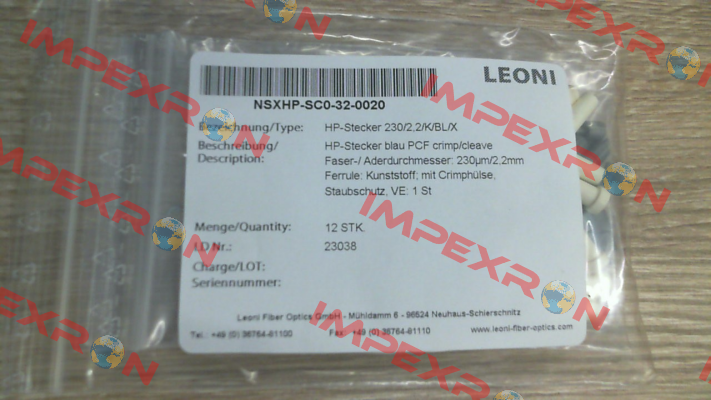 LEONI
NSXHP-SC0-32-0020
Bezeichnung/Type: HP-Stecker 230/2,2/K/BL/X
Beschreibung/ HP-Stecker blau PCF crimp/cleave
Description: Faser-/ Aderdurchmesser: 230µm/2,2mm
Ferrule: Kunststoff; mit Crimphülse,
Staubschutz, VE: 1 St
Menge/Quantity: 12 STK
I.D Nr.: 23038
Charge/LOT:
Seriennummer:
Leoni Fiber Optics GmbH - Mühldamm 6 - 96524 Neuhaus-Schierschnitz
Tel.: +49 (0) 36764-81100 Fax: +49 (0) 36764-81110 www.leoni-fiber-optics.com
IMPEXRON
IMPEXRON
IMPEXRON
IMPEXRON